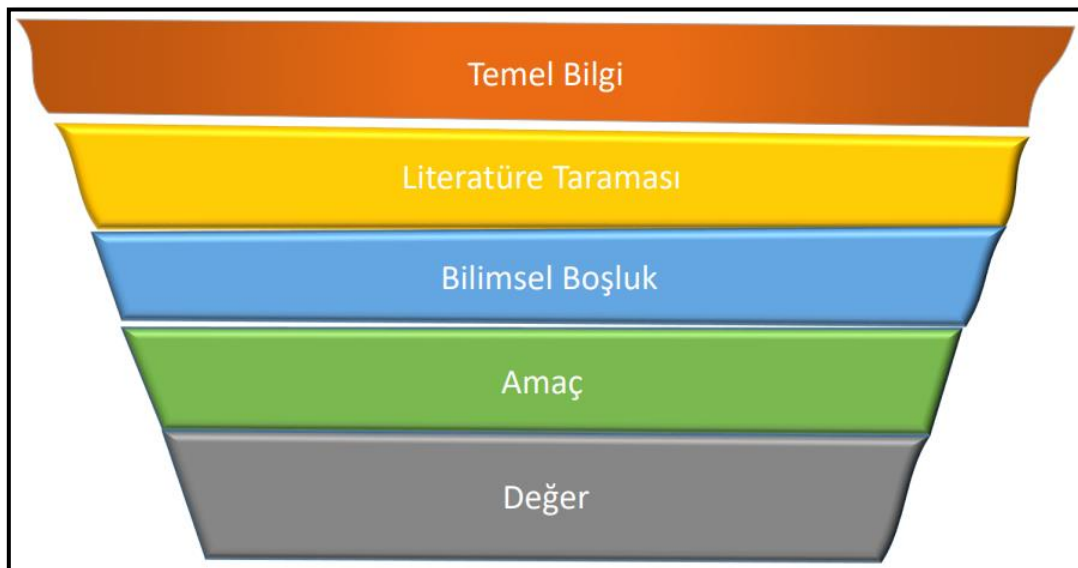 Temel Bilgi
Literatüre Taraması
Bilimsel Boşluk
Amaç
Değer